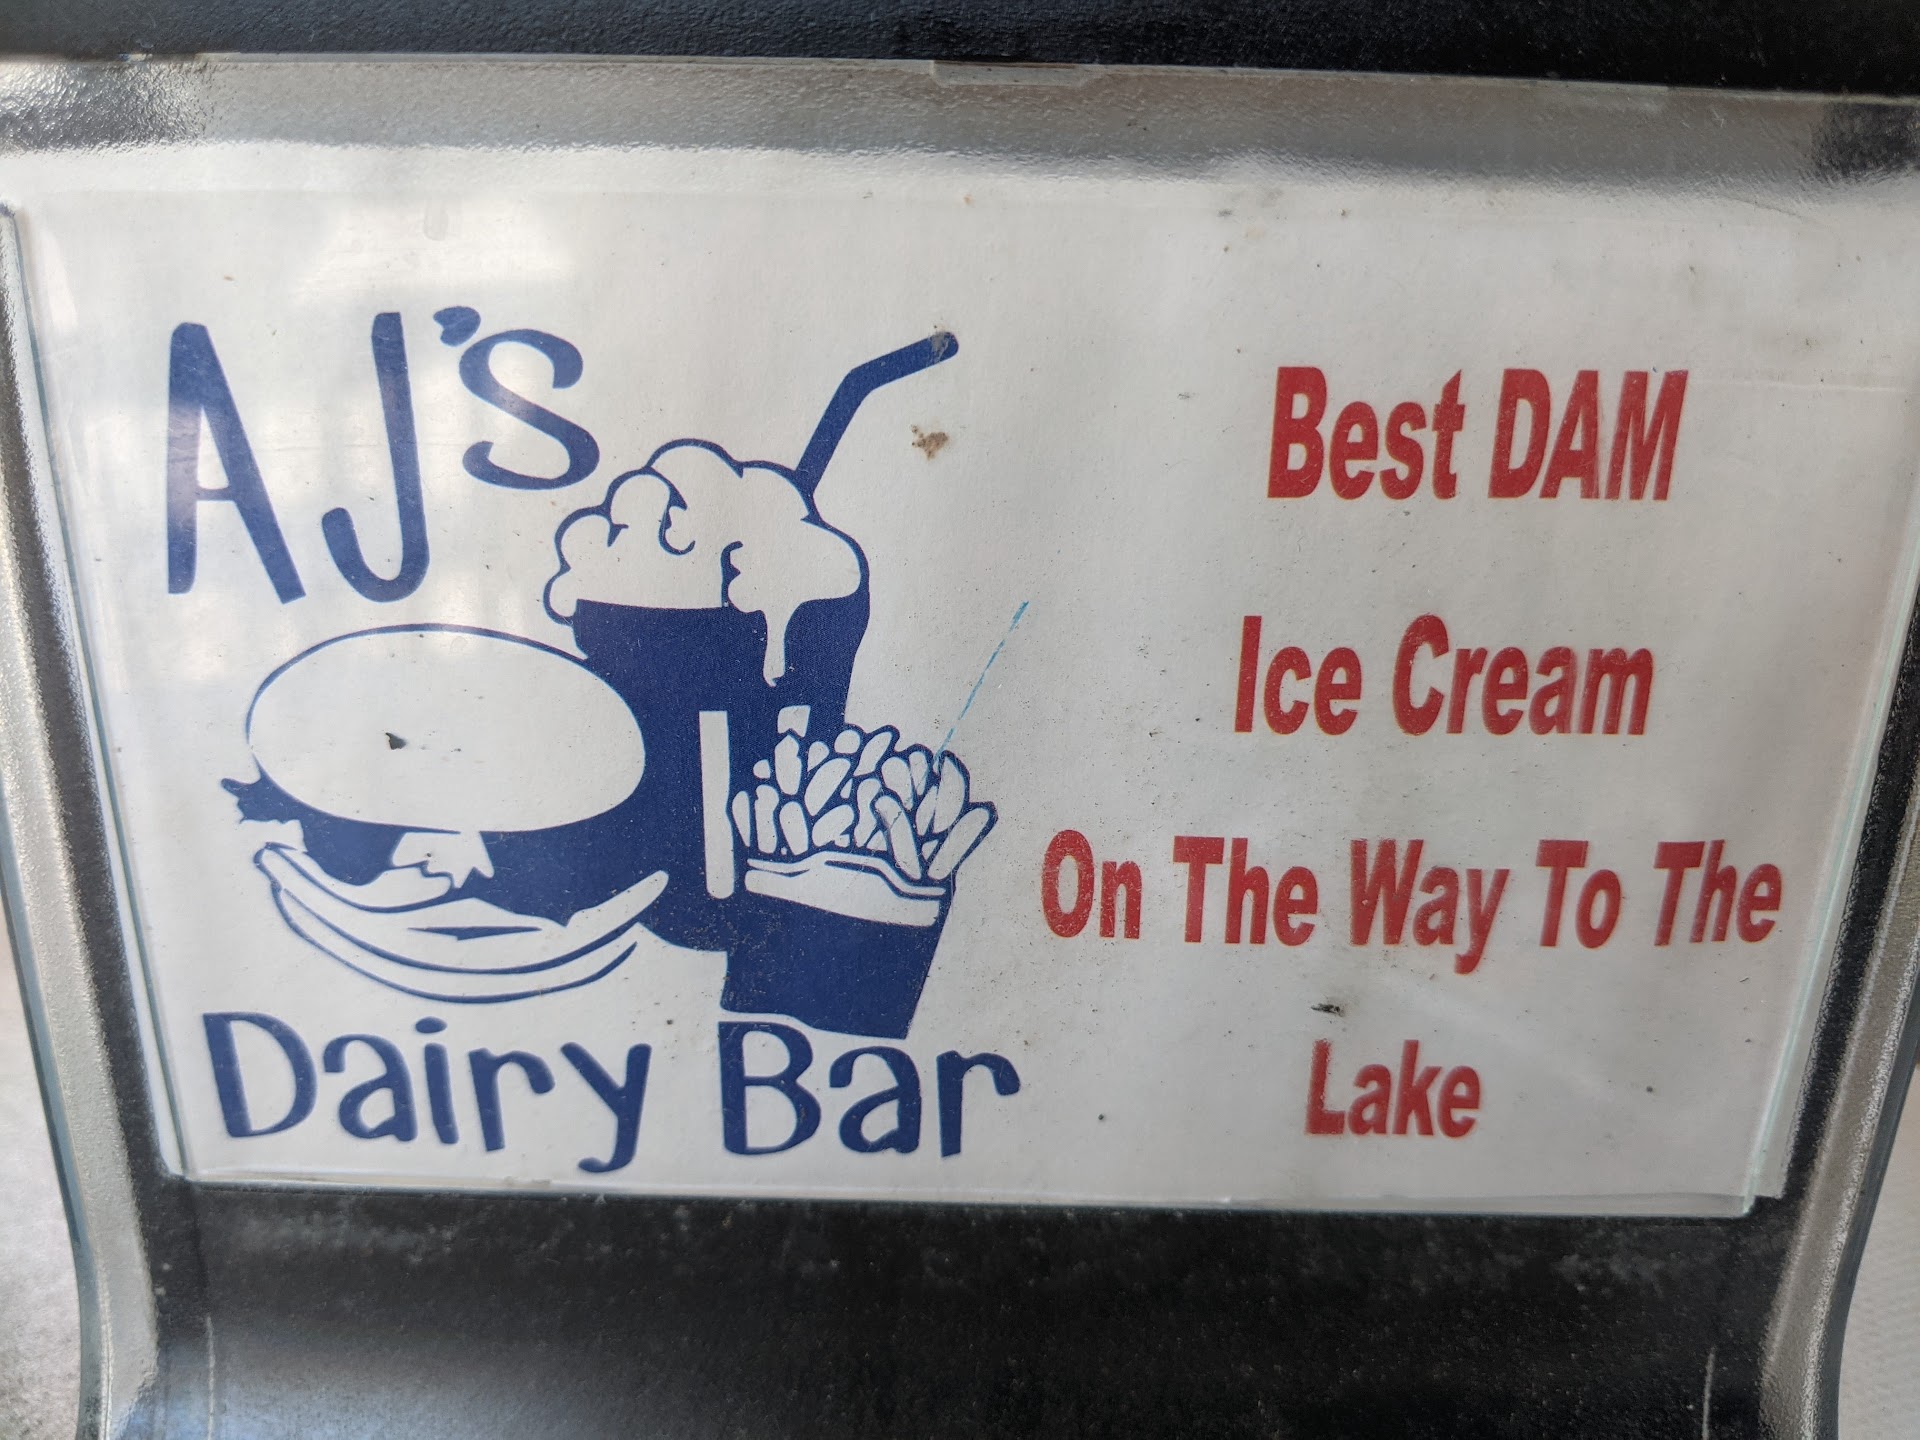 AJ's
Dairy Bar
Best DAM
Ice Cream
On The Way To The
Lake